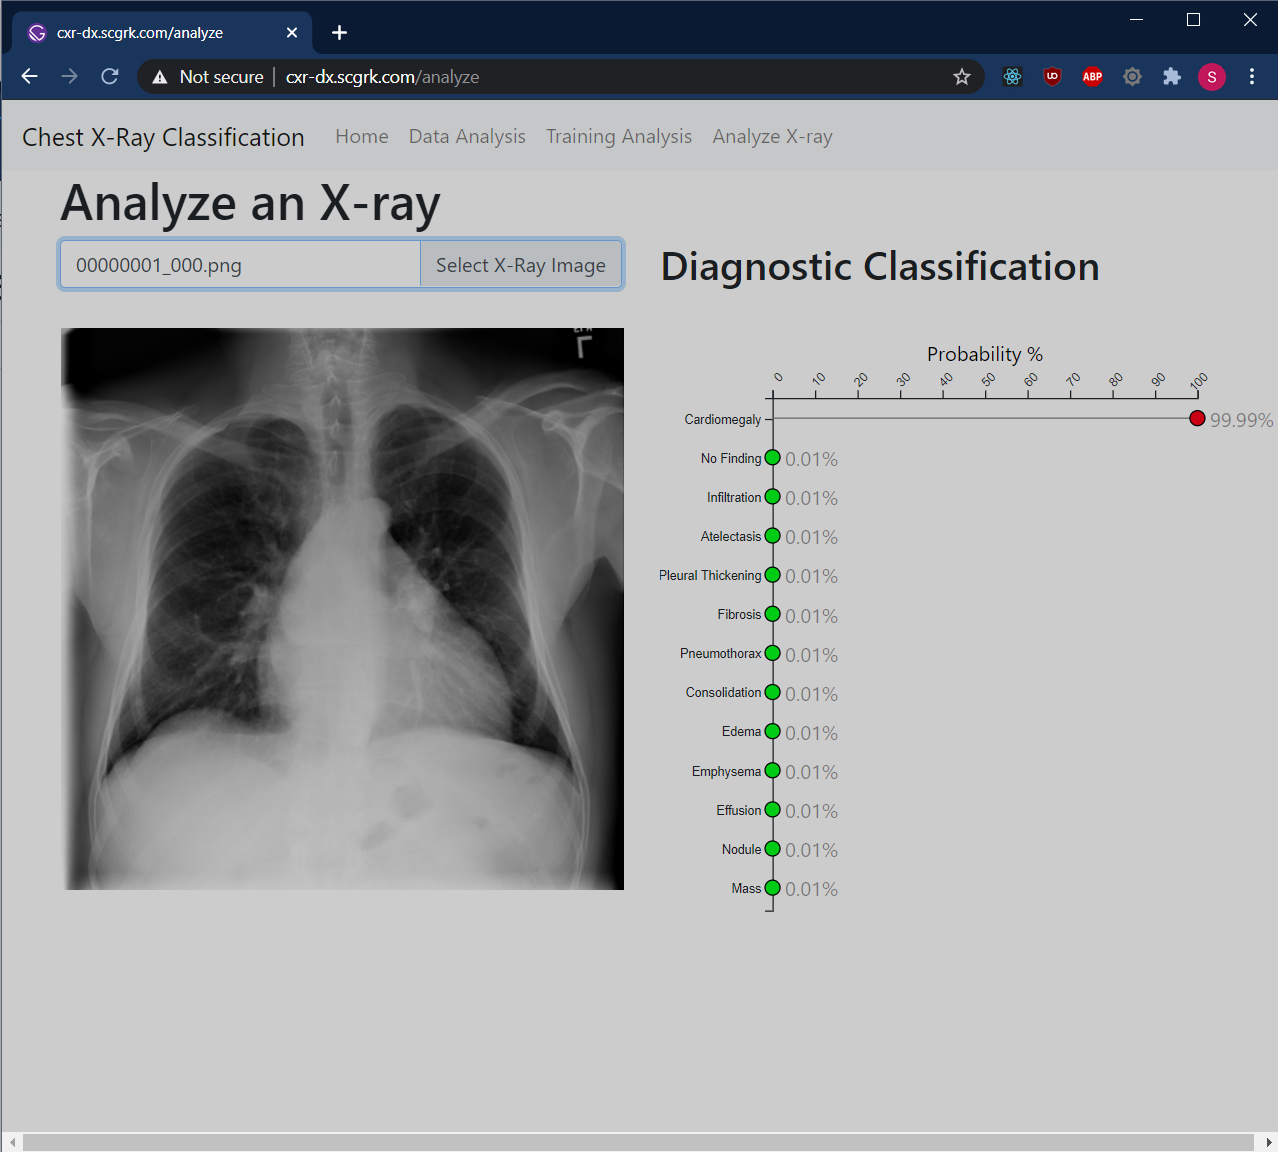 cxr-dx.scgrk.com/analyze
Not secure cxr-dx.scgrk.com/analyze
ABP
S
Chest X-Ray Classification Home Data Analysis Training Analysis Analyze X-ray
Analyze an X-ray
00000001_000.png Select X-Ray Image
Diagnostic Classification
L
Probability %
0 10 20 30 40 50 60 70 80 90 100
Cardiomegaly 99.99%
No Finding 0.01%
Infiltration 0.01%
Atelectasis 0.01%
Pleural Thickening 0.01%
Fibrosis 0.01%
Pneumothorax 0.01%
Consolidation 0.01%
Edema 0.01%
Emphysema 0.01%
Effusion 0.01%
Nodule 0.01%
Mass 0.01%